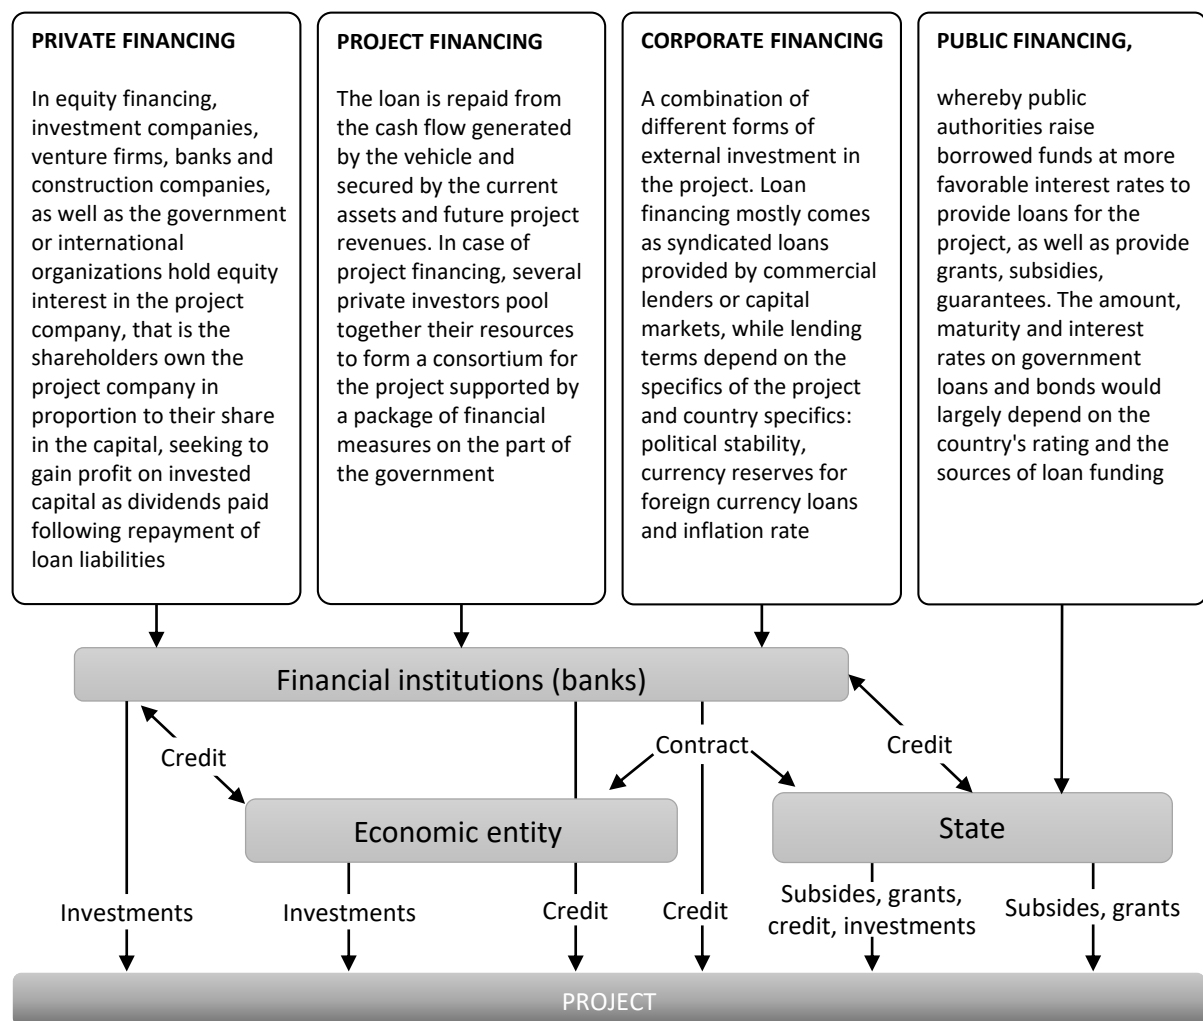 PRIVATE FINANCING
In equity financing,
investment companies,
venture firms, banks and
construction companies,
as well as the government
or international
organizations hold equity
interest in the project
company, that is the
shareholders own the
project company in
proportion to their share
in the capital, seeking to
gain profit on invested
capital as dividends paid
following repayment of
loan liabilities
PROJECT FINANCING
The loan is repaid from
the cash flow generated
by the vehicle and
secured by the current
assets and future project
revenues. In case of
project financing, several
private investors pool
together their resources
to form a consortium for
the project supported by
a package of financial
measures on the part of
the government
CORPORATE FINANCING
A combination of
different forms of
external investment in
the project. Loan
financing mostly comes
as syndicated loans
provided by commercial
lenders or capital
markets, while lending
terms depend on the
specifics of the project
and country specifics:
political stability,
currency reserves for
foreign currency loans
and inflation rate
PUBLIC FINANCING,
whereby public
authorities raise
borrowed funds at more
favorable interest rates to
provide loans for the
project, as well as provide
grants, subsidies,
guarantees. The amount,
maturity and interest
rates on government
loans and bonds would
largely depend on the
country's rating and the
sources of loan funding
Financial institutions (banks)
Credit
Contract
Credit
Economic entity
State
Investments
Investments
Credit
Credit
Subsides, grants,
credit, investments
Subsides, grants
PROJECT